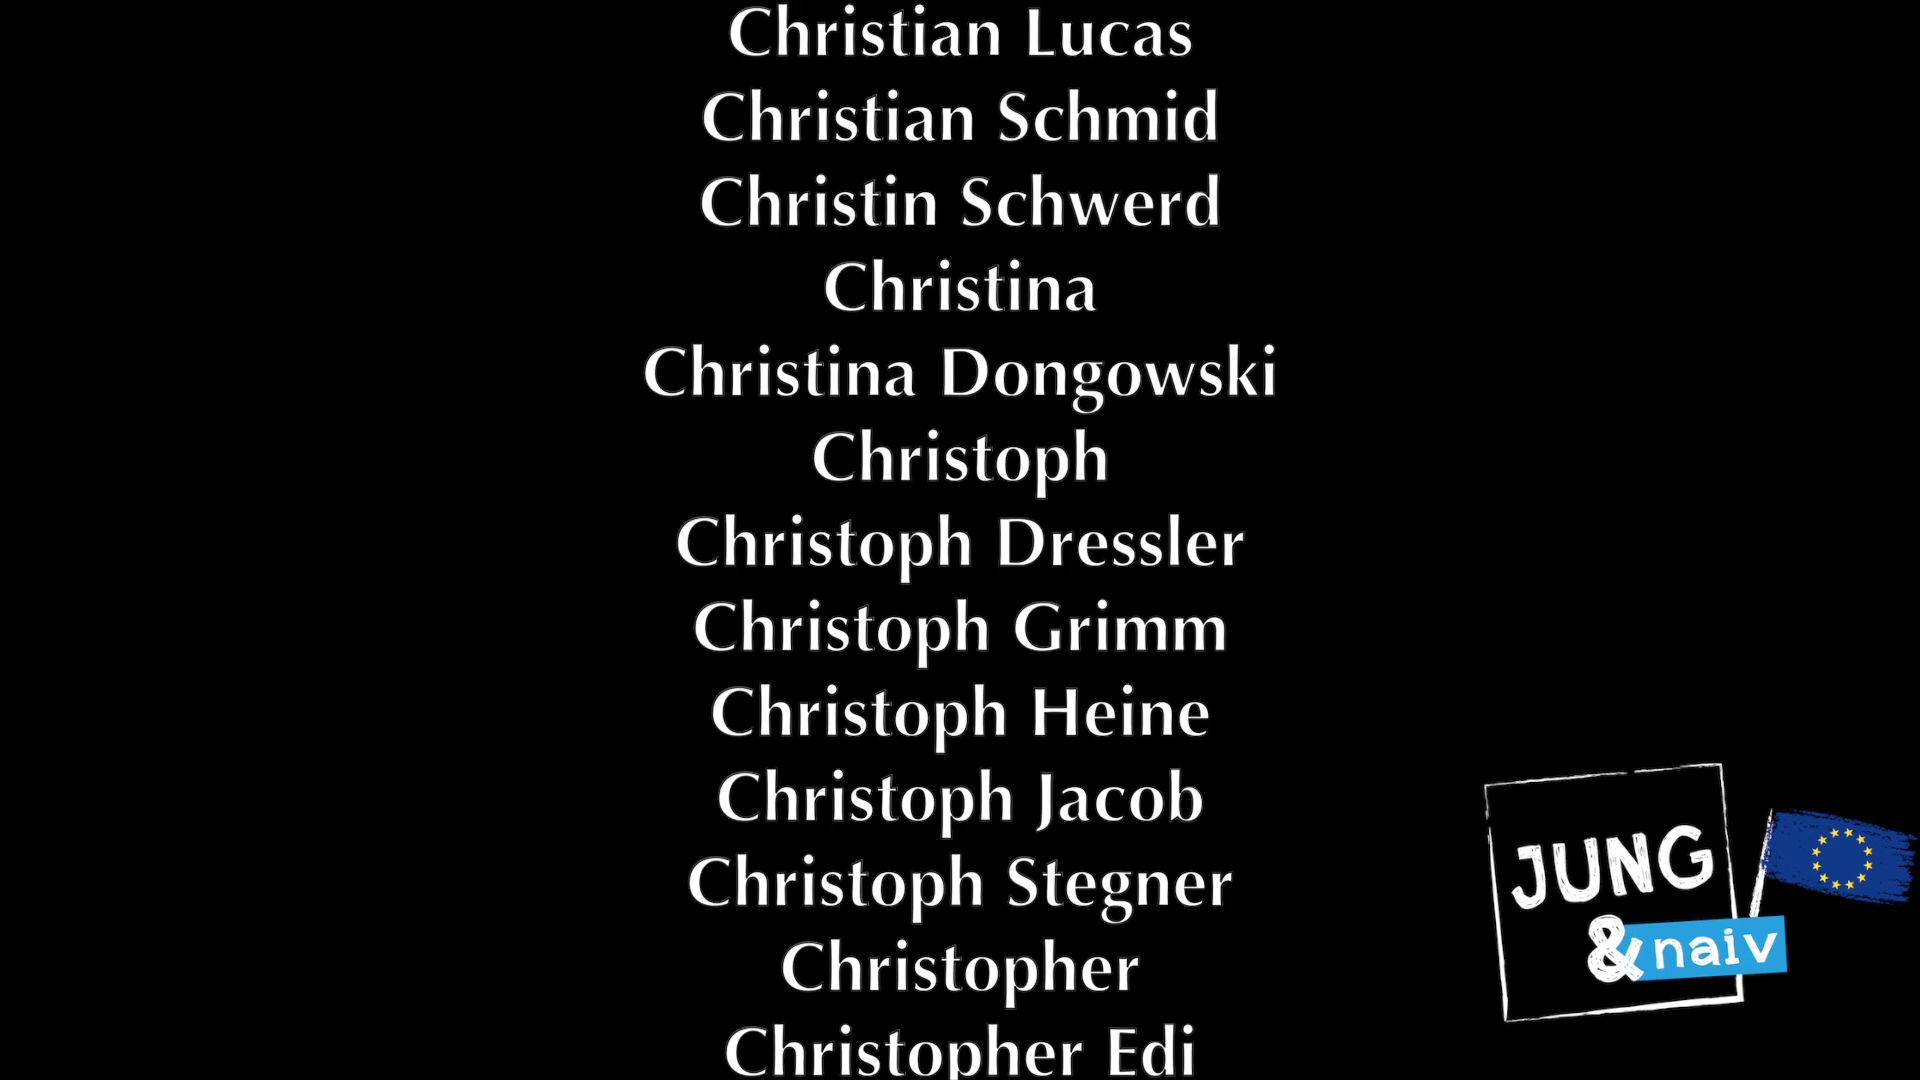 Christian Lucas
Christian Schmid
Christin Schwerd
Christina
Christina Dongowski
Christoph
Christoph Dressler
Christoph Grimm
Christoph Heine
Christoph Jacob
Christoph Stegner
Christopher
Christopher Edi
JUNG
&naiv